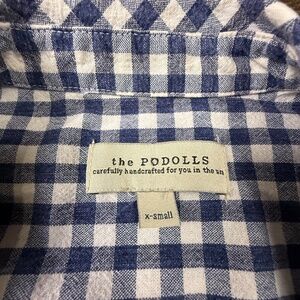 the PODOLLS
carefully handcrafted for you in the usa
x-small